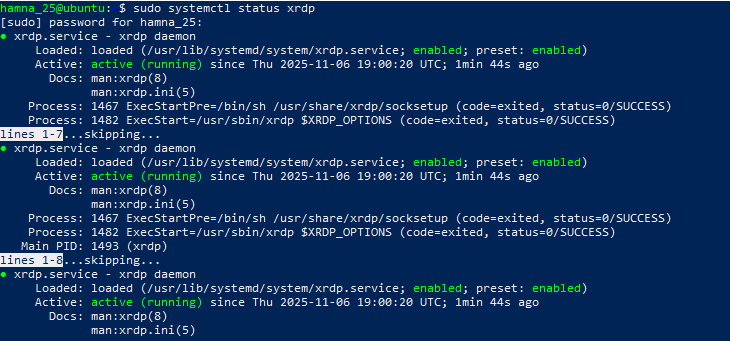 hamna_25@ubuntu: $ sudo systemctl status xrdp
[sudo] password for hamna_25:
● xrdp.service - xrdp daemon
     Loaded: loaded (/usr/lib/systemd/system/xrdp.service; enabled; preset: enabled)
     Active: active (running) since Thu 2025-11-06 19:00:20 UTC; 1min 44s ago
       Docs: man:xrdp(8)
             man:xrdp.ini(5)
    Process: 1467 ExecStartPre=/bin/sh /usr/share/xrdp/socksetup (code=exited, status=0/SUCCESS)
    Process: 1482 ExecStart=/usr/sbin/xrdp $XRDP_OPTIONS (code=exited, status=0/SUCCESS)
lines 1-7...skipping...
● xrdp.service - xrdp daemon
     Loaded: loaded (/usr/lib/systemd/system/xrdp.service; enabled; preset: enabled)
     Active: active (running) since Thu 2025-11-06 19:00:20 UTC; 1min 44s ago
       Docs: man:xrdp(8)
             man:xrdp.ini(5)
    Process: 1467 ExecStartPre=/bin/sh /usr/share/xrdp/socksetup (code=exited, status=0/SUCCESS)
    Process: 1482 ExecStart=/usr/sbin/xrdp $XRDP_OPTIONS (code=exited, status=0/SUCCESS)
   Main PID: 1493 (xrdp)
lines 1-8...skipping...
● xrdp.service - xrdp daemon
     Loaded: loaded (/usr/lib/systemd/system/xrdp.service; enabled; preset: enabled)
     Active: active (running) since Thu 2025-11-06 19:00:20 UTC; 1min 44s ago
       Docs: man:xrdp(8)
             man:xrdp.ini(5)